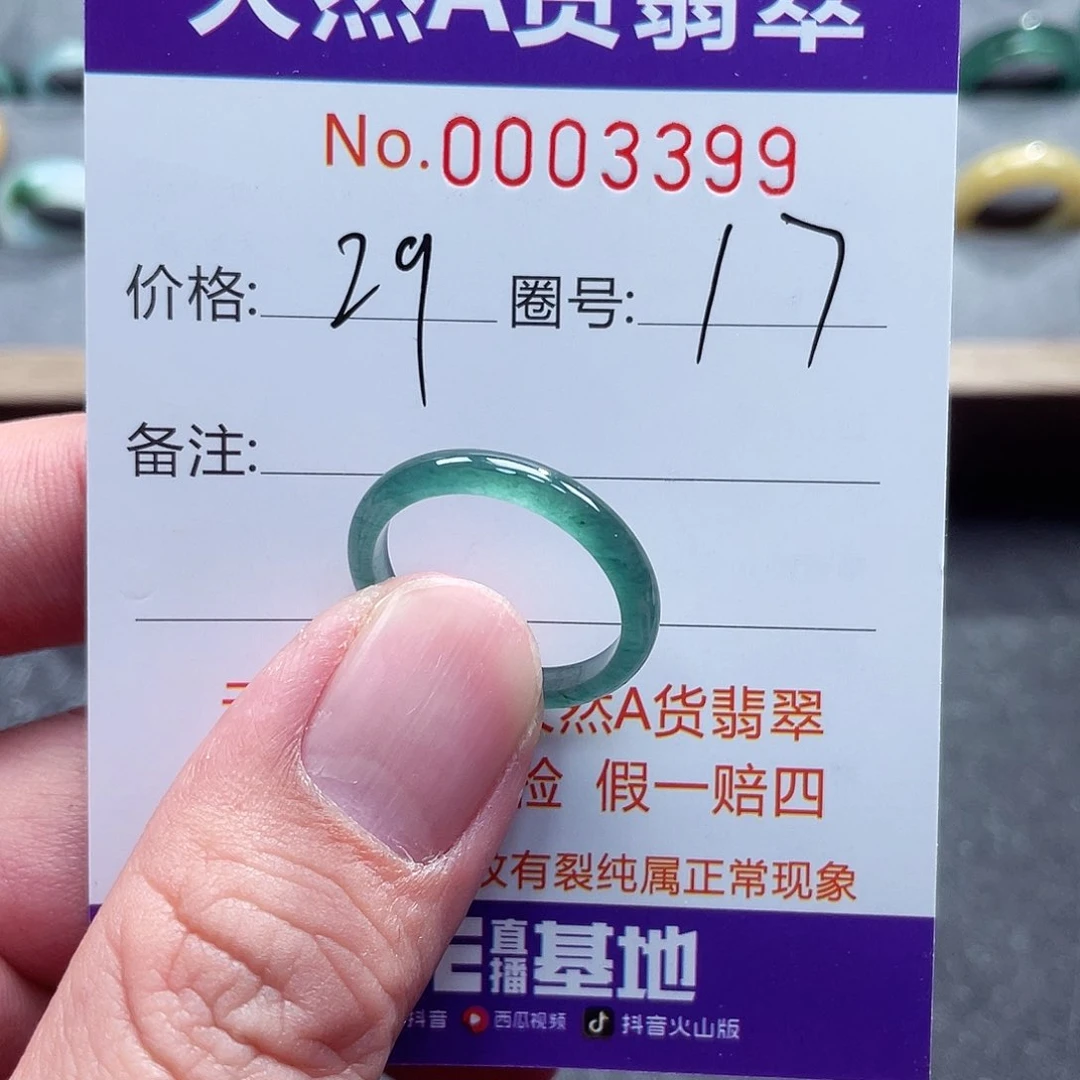 天然A货翡翠
No.0003399
价格: 29 圈号: 17
备注:
然A货翡翠
检 假一赔四
有裂纯属正常现象
直播基地
抖音 西瓜视频 抖音火山版